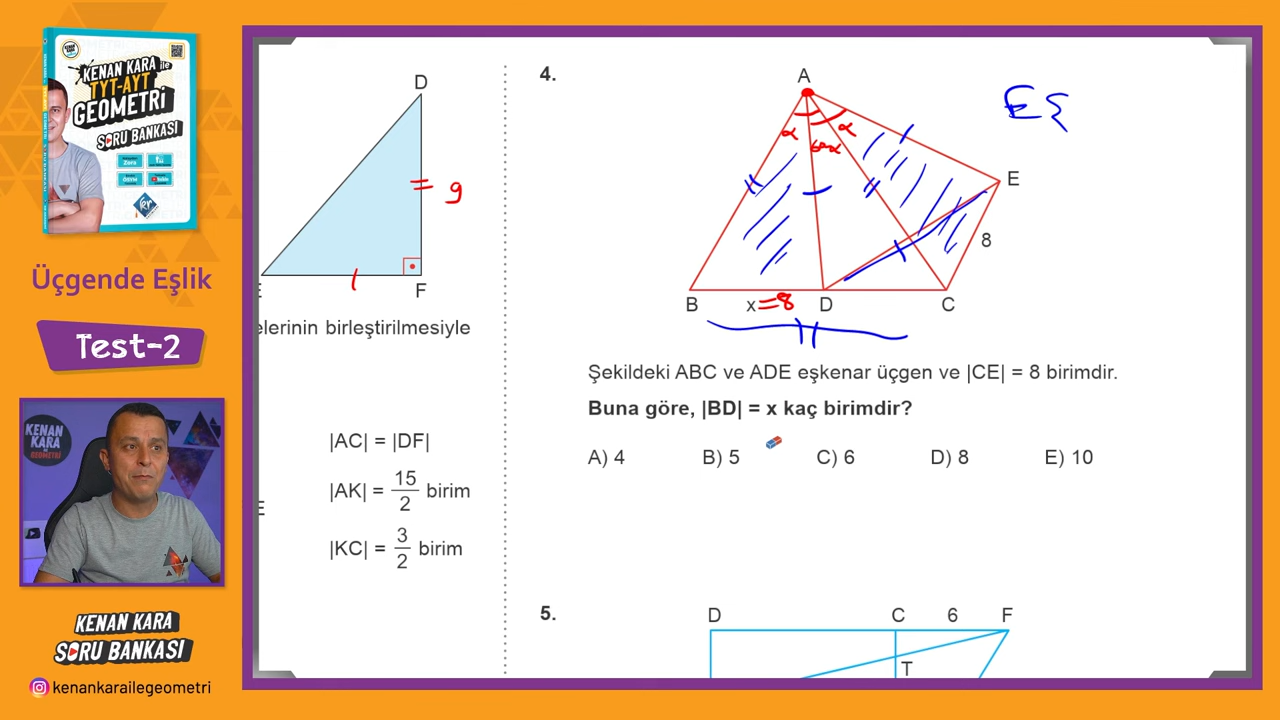 KENAN KARA ile
TYT-AYT
GEOMETRİ
SORU BANKASI
Üçgende Eşlik
Test-2
KENAN KARA
KENAN KARA
SORU BANKASI
kenankarailegeometri
D
= 9
E
F
elerinin birleştirilmesiyle
|AC| = |DF|
|AK| = 15/2 birim
|KC| = 3/2 birim
E
4.
A
α
α
60-α
E
8
B
x = 8
D
C
EŞ
Şekildeki ABC ve ADE eşkenar üçgen ve |CE| = 8 birimdir.
Buna göre, |BD| = x kaç birimdir?
A) 4 B) 5 C) 6 D) 8 E) 10
5.
D
C
6
F
T